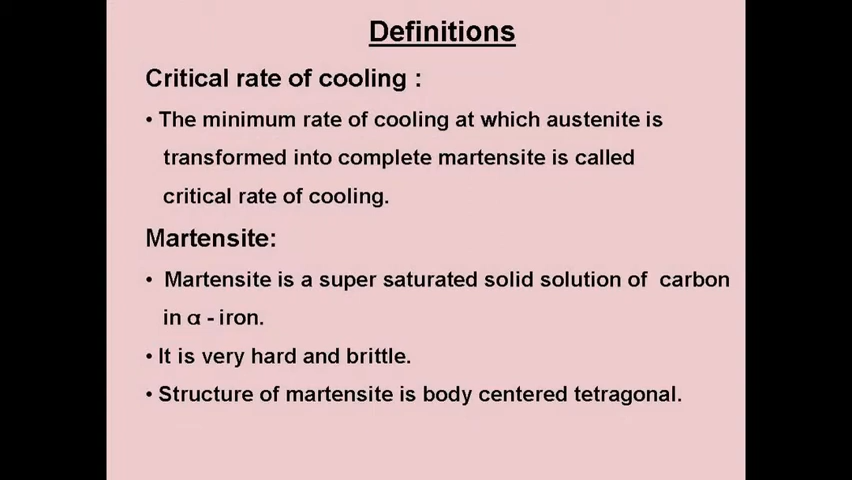 Definitions
Critical rate of cooling :
• The minimum rate of cooling at which austenite is
transformed into complete martensite is called
critical rate of cooling.
Martensite:
• Martensite is a super saturated solid solution of carbon
in α - iron.
• It is very hard and brittle.
• Structure of martensite is body centered tetragonal.